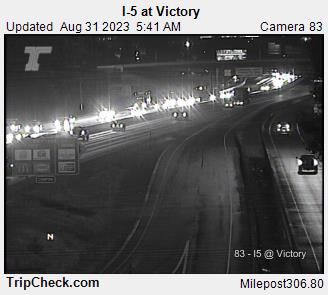 I-5 at Victory
Updated  Aug 31 2023  5:41 AM
Camera 83
T
N
83 - I5 @ Victory
TripCheck.com
Milepost306.80